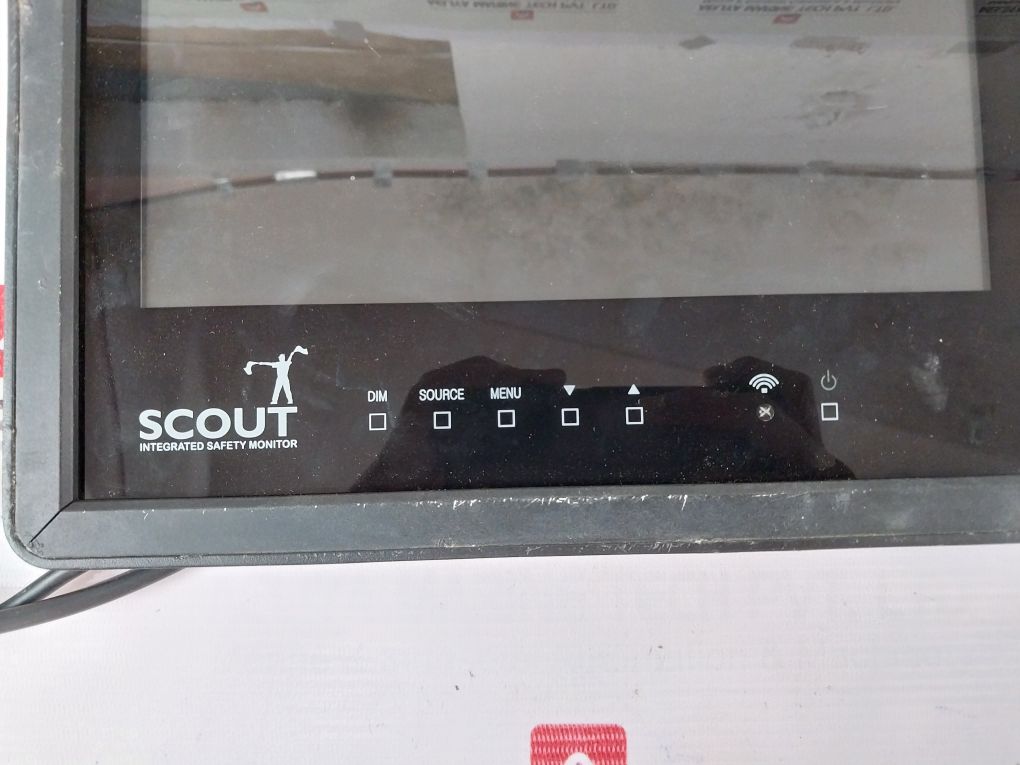 DIM
SOURCE
MENU
SCOUT
INTEGRATED SAFETY MONITOR